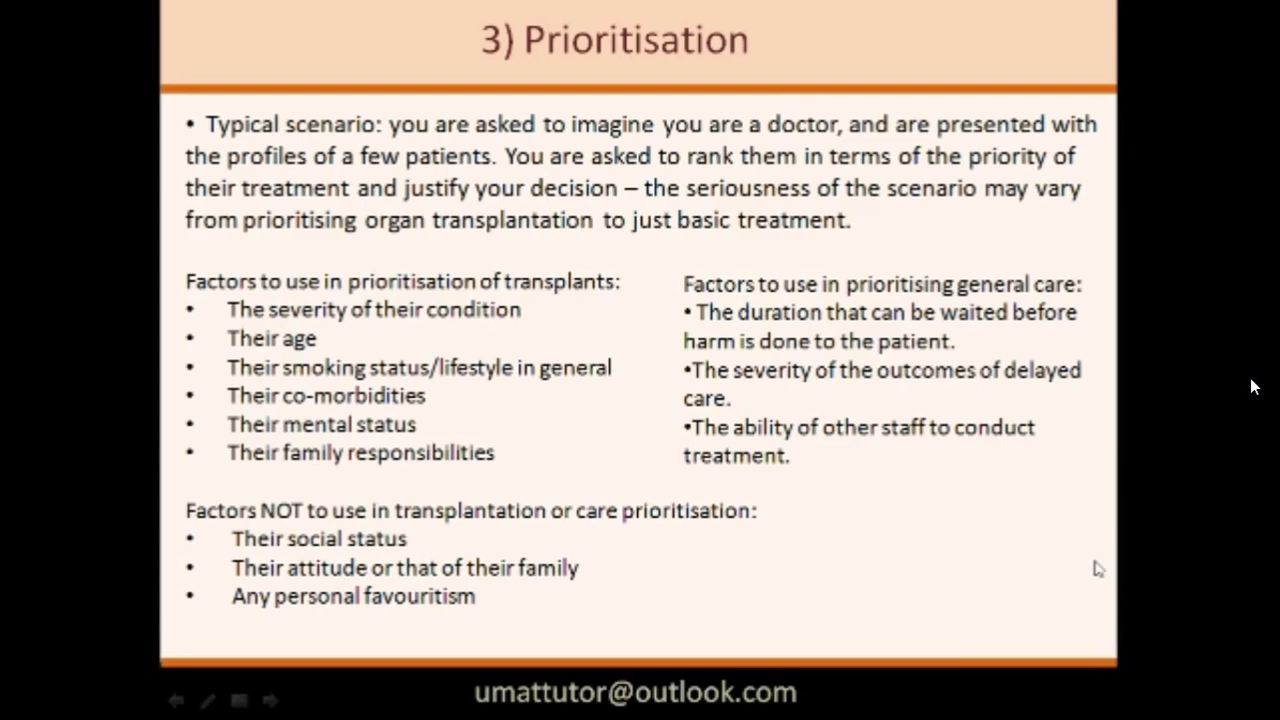 3) Prioritisation
• Typical scenario: you are asked to imagine you are a doctor, and are presented with
the profiles of a few patients. You are asked to rank them in terms of the priority of
their treatment and justify your decision – the seriousness of the scenario may vary
from prioritising organ transplantation to just basic treatment.
Factors to use in prioritisation of transplants:
• The severity of their condition
• Their age
• Their smoking status/lifestyle in general
• Their co-morbidities
• Their mental status
• Their family responsibilities
Factors to use in prioritising general care:
• The duration that can be waited before
harm is done to the patient.
•The severity of the outcomes of delayed
care.
•The ability of other staff to conduct
treatment.
Factors NOT to use in transplantation or care prioritisation:
• Their social status
• Their attitude or that of their family
• Any personal favouritism
umattutor@outlook.com